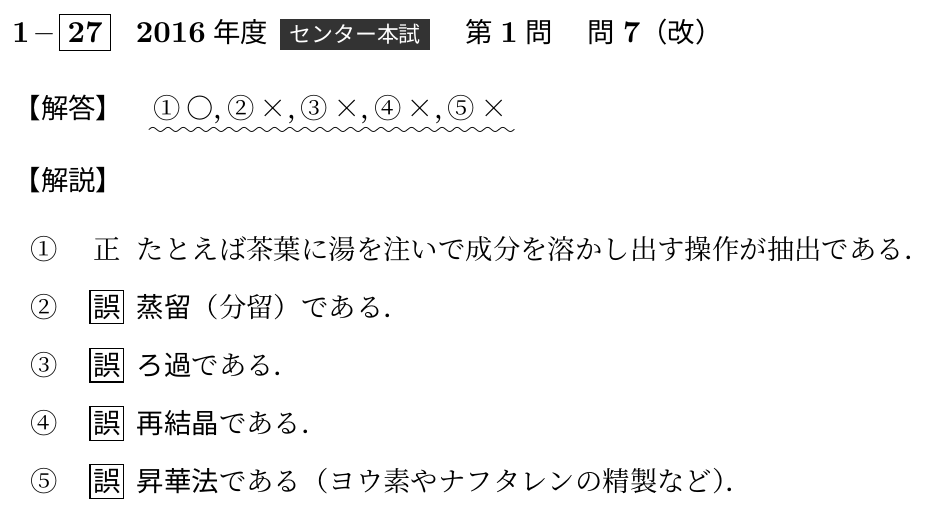 1－27 2016 年度 センター本試 第 1 問 問 7（改）
【解答】 ①○，②×，③×，④×，⑤×
【解説】
① 正 たとえば茶葉に湯を注いで成分を溶かし出す操作が抽出である．
② 誤 蒸留（分留）である．
③ 誤 ろ過である．
④ 誤 再結晶である．
⑤ 誤 昇華法である（ヨウ素やナフタレンの精製など）．